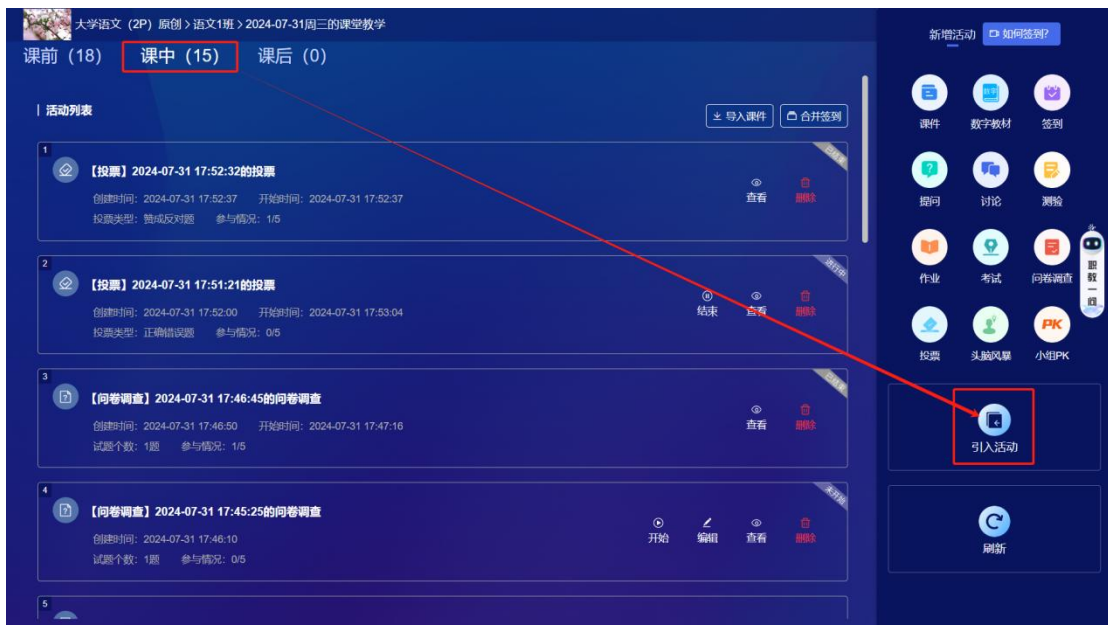 大学语文（2P）原创>语文1班>2024-07-31周三的课堂教学
课前（18） 课中（15） 课后（0）
活动列表
导入课件 合并签到
1
已结束
【投票】2024-07-31 17:52:32的投票
创建时间：2024-07-31 17:52:37 开始时间：2024-07-31 17:52:37
投票类型：赞成反对题 参与情况：1/5
查看 删除
2
进行中
【投票】2024-07-31 17:51:21的投票
创建时间：2024-07-31 17:52:00 开始时间：2024-07-31 17:53:04
投票类型：正确错误题 参与情况：0/5
结束 查看 删除
3
已结束
【问卷调查】2024-07-31 17:46:45的问卷调查
创建时间：2024-07-31 17:46:50 开始时间：2024-07-31 17:47:16
试题个数：1题 参与情况：1/5
查看 删除
4
未开始
【问卷调查】2024-07-31 17:45:25的问卷调查
创建时间：2024-07-31 17:46:10
试题个数：1题 参与情况：0/5
开始 编辑 查看 删除
5
新增活动 如何签到?
课件 数字教材 签到
提问 讨论 测验
作业 考试 问卷调查
投票 头脑风暴 小组PK
PK
数字
职教一问
引入活动
刷新